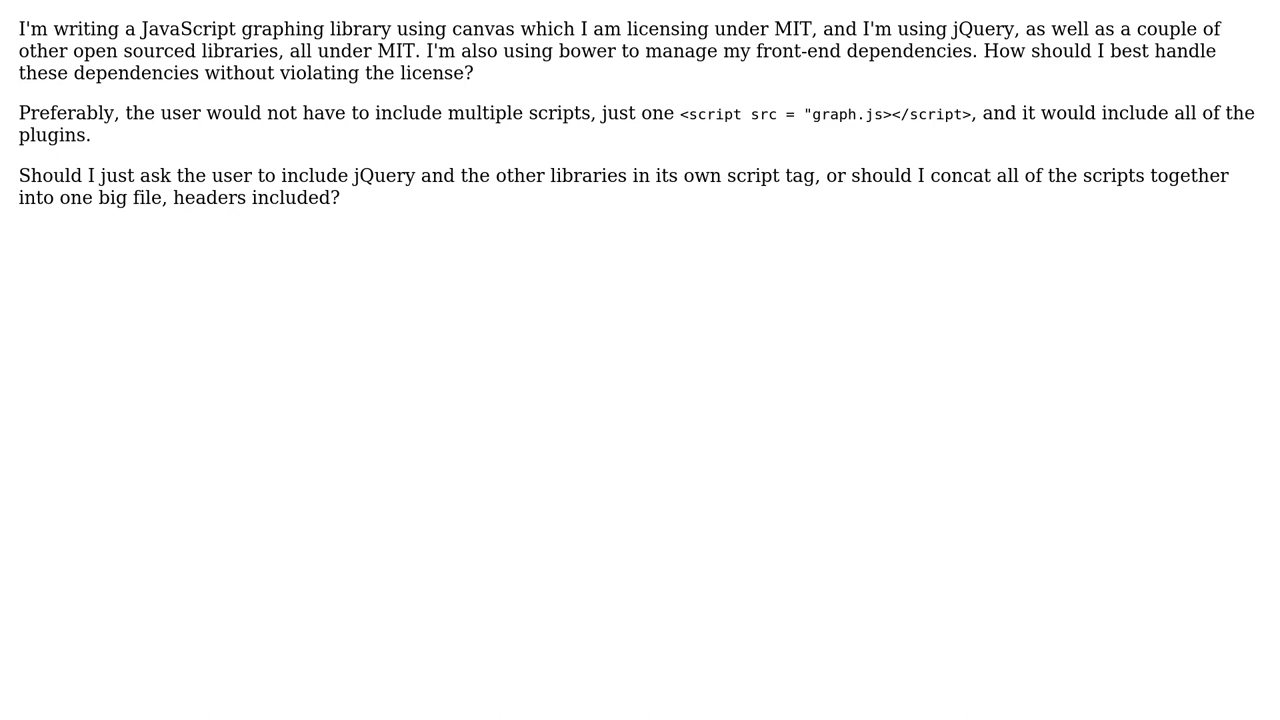 I'm writing a JavaScript graphing library using canvas which I am licensing under MIT, and I'm using jQuery, as well as a couple of
other open sourced libraries, all under MIT. I'm also using bower to manage my front-end dependencies. How should I best handle
these dependencies without violating the license?
Preferably, the user would not have to include multiple scripts, just one <script src = "graph.js></script>, and it would include all of the
plugins.
Should I just ask the user to include jQuery and the other libraries in its own script tag, or should I concat all of the scripts together
into one big file, headers included?